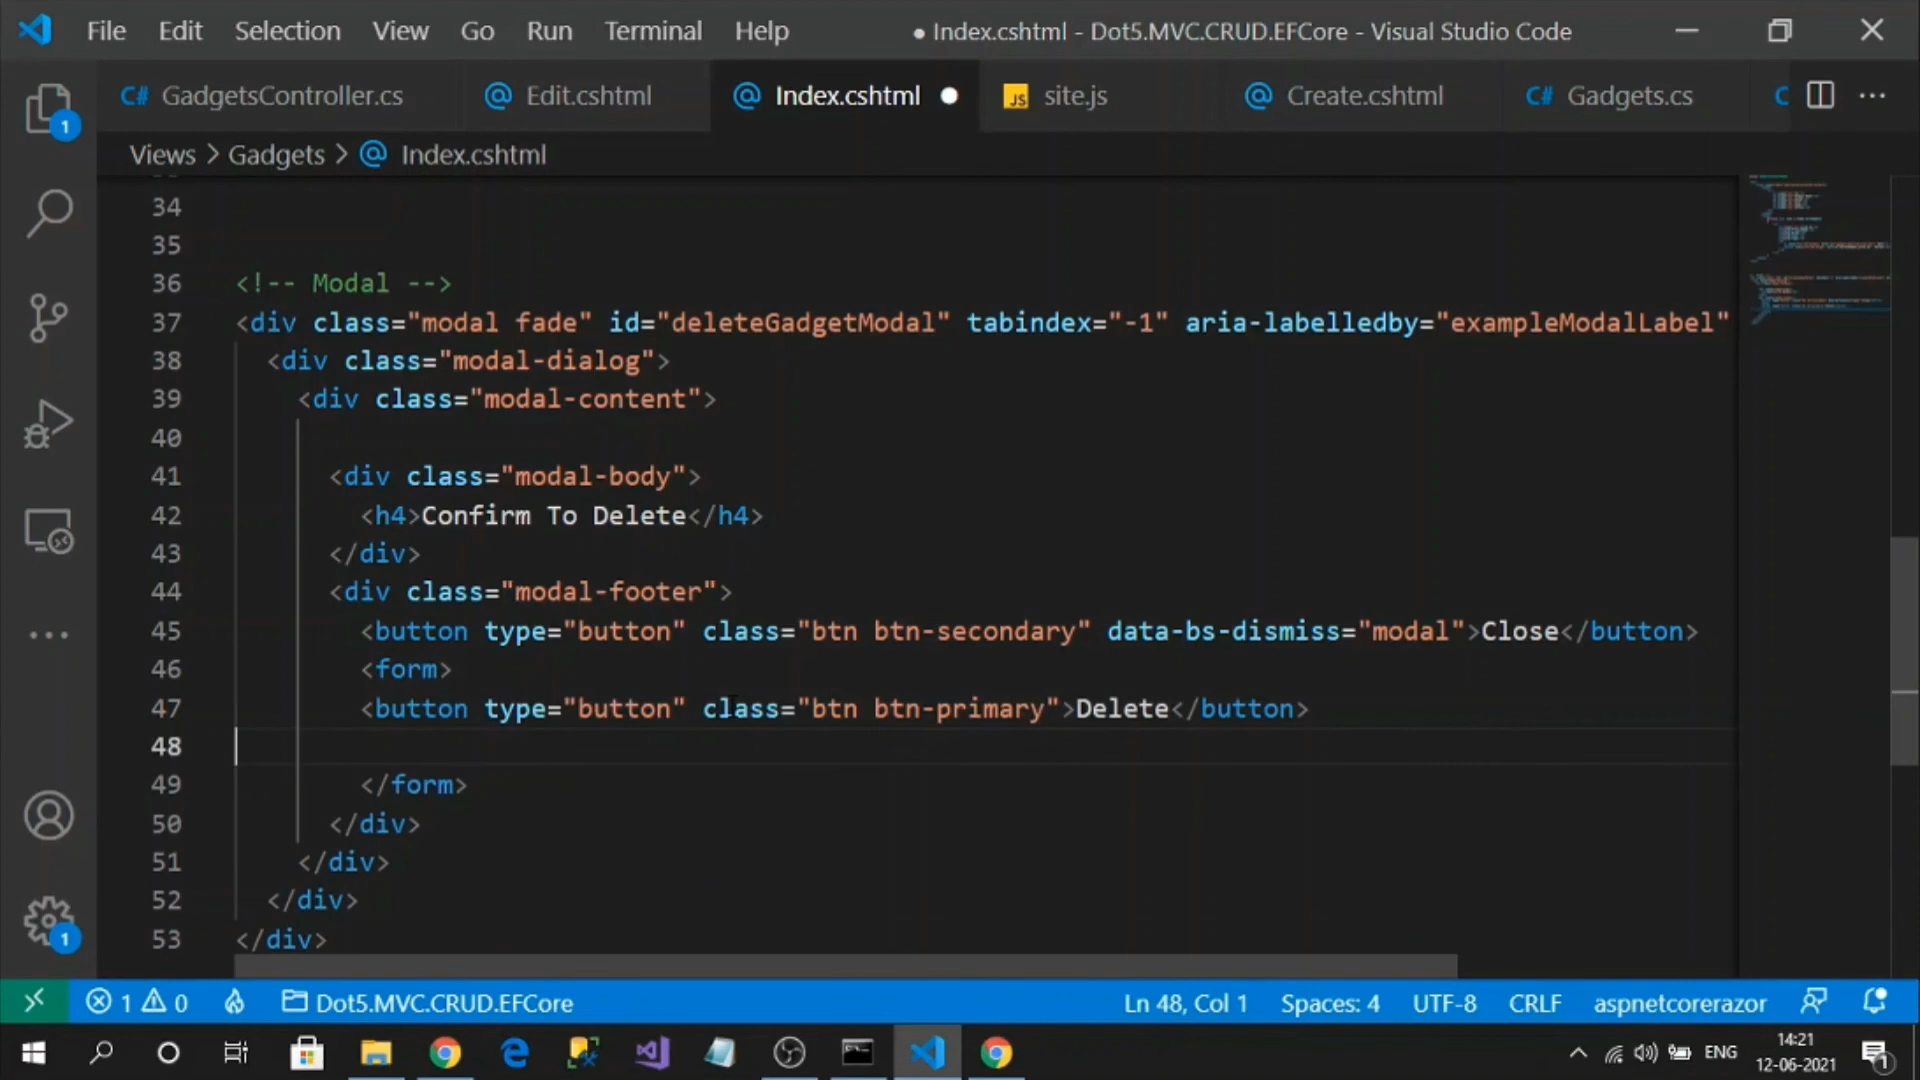 File Edit Selection View Go Run Terminal Help ● Index.cshtml - Dot5.MVC.CRUD.EFCore - Visual Studio Code
C# GadgetsController.cs @ Edit.cshtml @ Index.cshtml ● JS site.js @ Create.cshtml C# Gadgets.cs C
Views > Gadgets > @ Index.cshtml
34
35
36 <!-- Modal -->
37 <div class="modal fade" id="deleteGadgetModal" tabindex="-1" aria-labelledby="exampleModalLabel"
38 <div class="modal-dialog">
39 <div class="modal-content">
40
41 <div class="modal-body">
42 <h4>Confirm To Delete</h4>
43 </div>
44 <div class="modal-footer">
45 <button type="button" class="btn btn-secondary" data-bs-dismiss="modal">Close</button>
46 <form>
47 <button type="button" class="btn btn-primary">Delete</button>
48
49 </form>
50 </div>
51 </div>
52 </div>
53 </div>
1
1
1 0 Dot5.MVC.CRUD.EFCore Ln 48, Col 1 Spaces: 4 UTF-8 CRLF aspnetcorerazor
ENG 14:21
12-06-2021 1